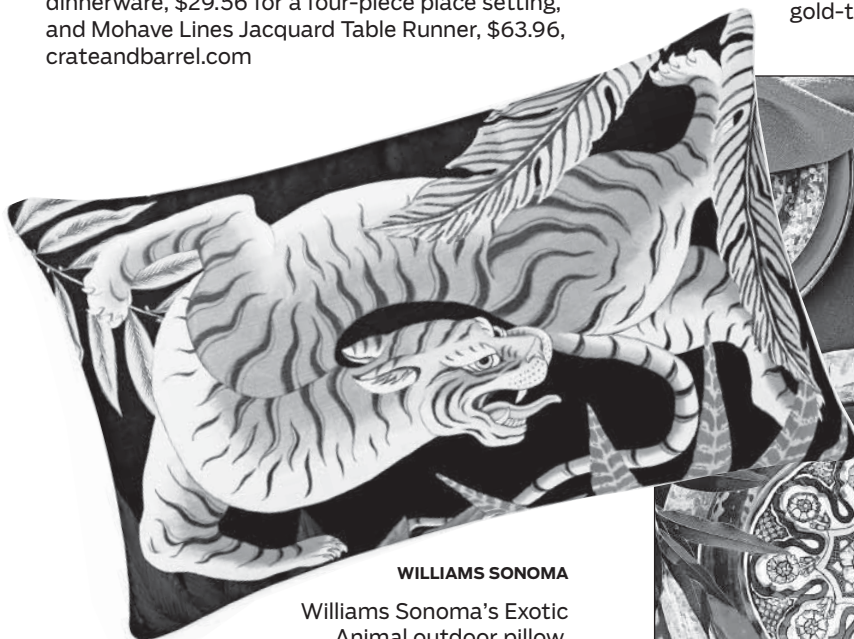 dinnerware, $29.56 for a four-piece place setting,
and Mohave Lines Jacquard Table Runner, $63.96,
crateandbarrel.com
gold-t
WILLIAMS SONOMA
Williams Sonoma’s Exotic
Animal outdoor pillow,